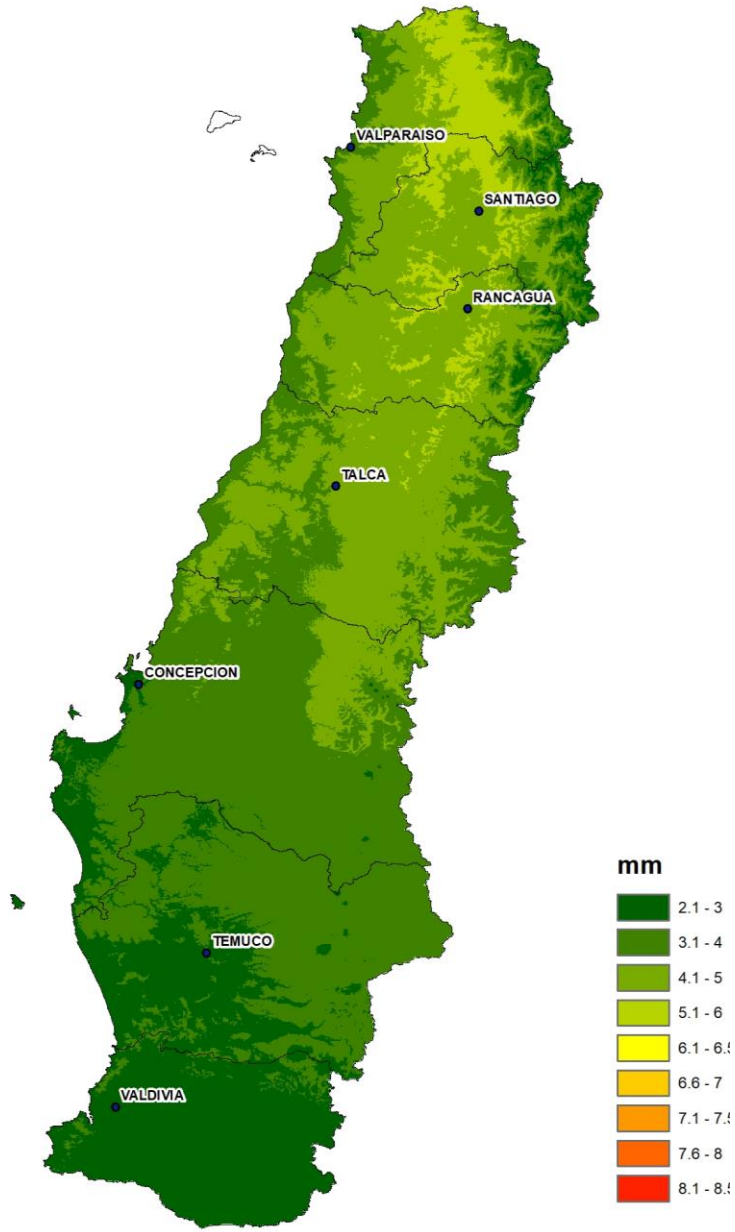 VALPARAISO
SANTIAGO
RANCAGUA
TALCA
CONCEPCION
TEMUCO
VALDIVIA
mm
2.1 - 3
3.1 - 4
4.1 - 5
5.1 - 6
6.1 - 6.5
6.6 - 7
7.1 - 7.5
7.6 - 8
8.1 - 8.5